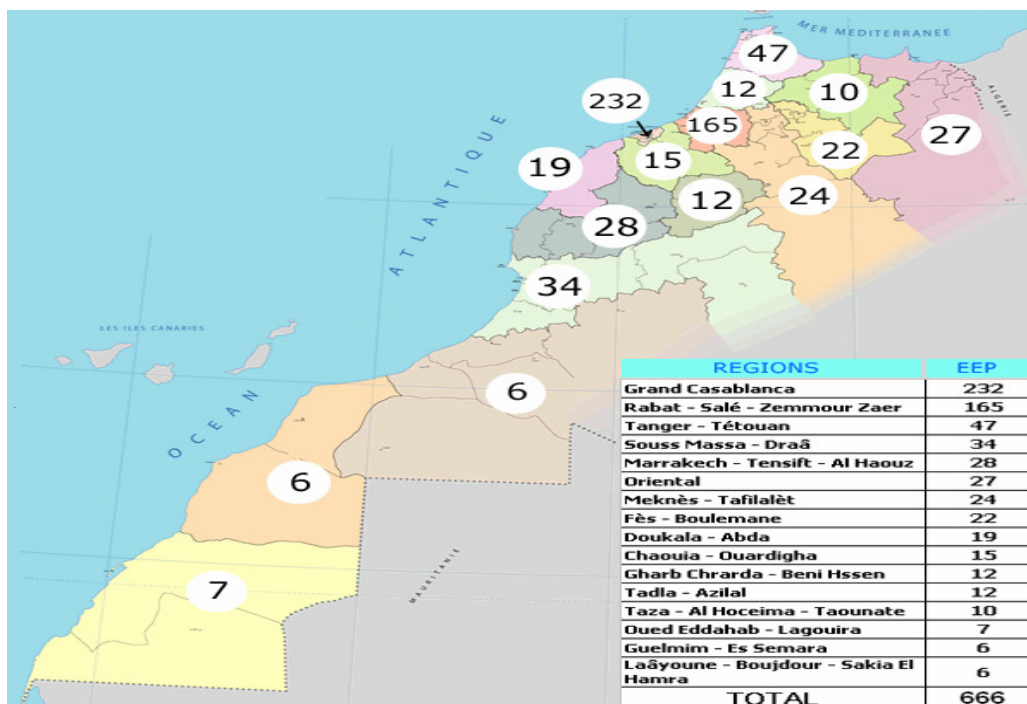 MER MEDITERRANEE
47
12
10
232
165
ALGERIE
27
15
22
19
12
24
28
ATLANTIQUE
34
LES ILES CANARIES
6
OCEAN
6
MAURITANIE
7
REGIONS EEP
Grand Casablanca 232
Rabat - Salé - Zemmour Zaer 165
Tanger - Tétouan 47
Souss Massa - Draâ 34
Marrakech - Tensift - Al Haouz 28
Oriental 27
Meknès - Tafilalèt 24
Fès - Boulemane 22
Doukala - Abda 19
Chaouia - Ouardigha 15
Gharb Chrarda - Beni Hssen 12
Tadla - Azilal 12
Taza - Al Hoceima - Taounate 10
Oued Eddahab - Lagouira 7
Guelmim - Es Semara 6
Laâyoune - Boujdour - Sakia El
Hamra 6
TOTAL 666